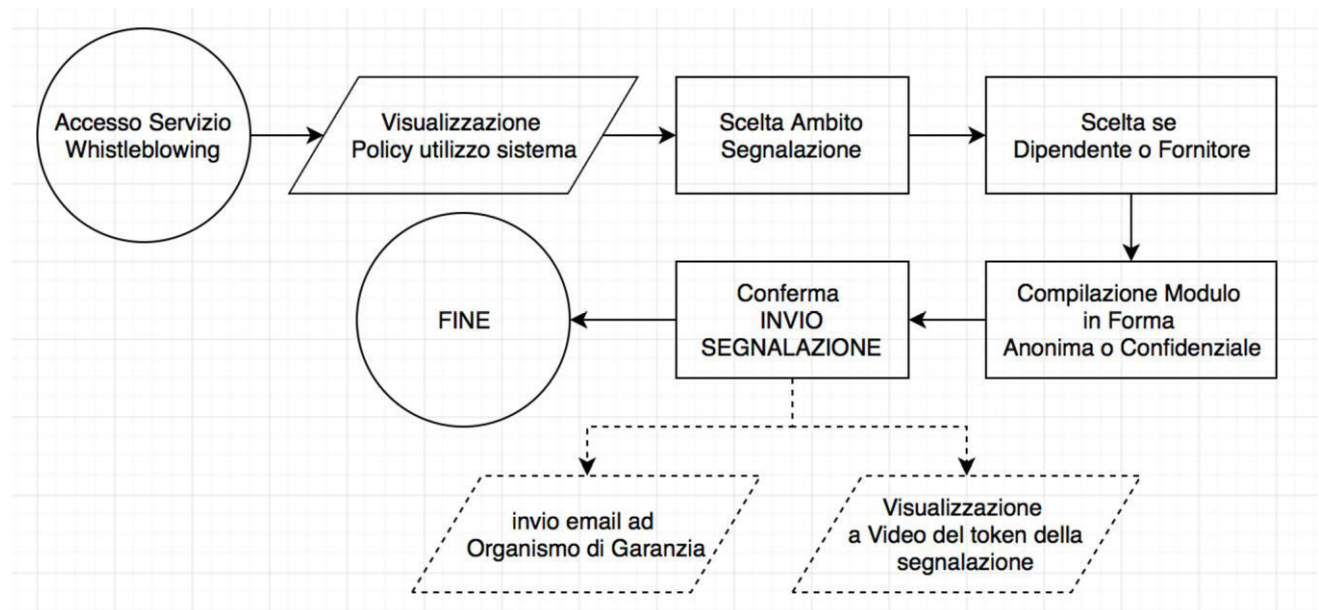 Accesso Servizio
Whistleblowing
Visualizzazione
Policy utilizzo sistema
Scelta Ambito
Segnalazione
Scelta se
Dipendente o Fornitore
Compilazione Modulo
in Forma
Anonima o Confidenziale
Conferma
INVIO
SEGNALAZIONE
FINE
invio email ad
Organismo di Garanzia
Visualizzazione
a Video del token della
segnalazione